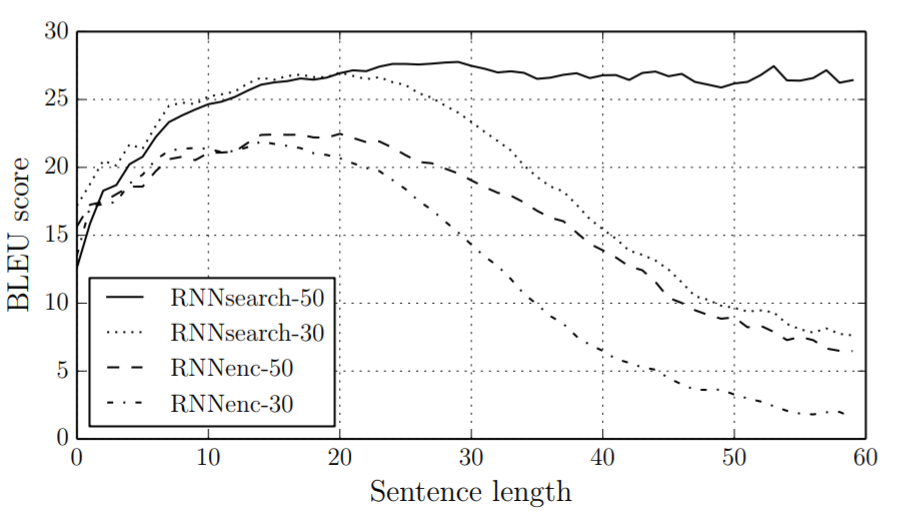 30
25
20
15
10
5
0
BLEU score
RNNsearch-50
RNNsearch-30
RNNenc-50
RNNenc-30
0 10 20 30 40 50 60
Sentence length